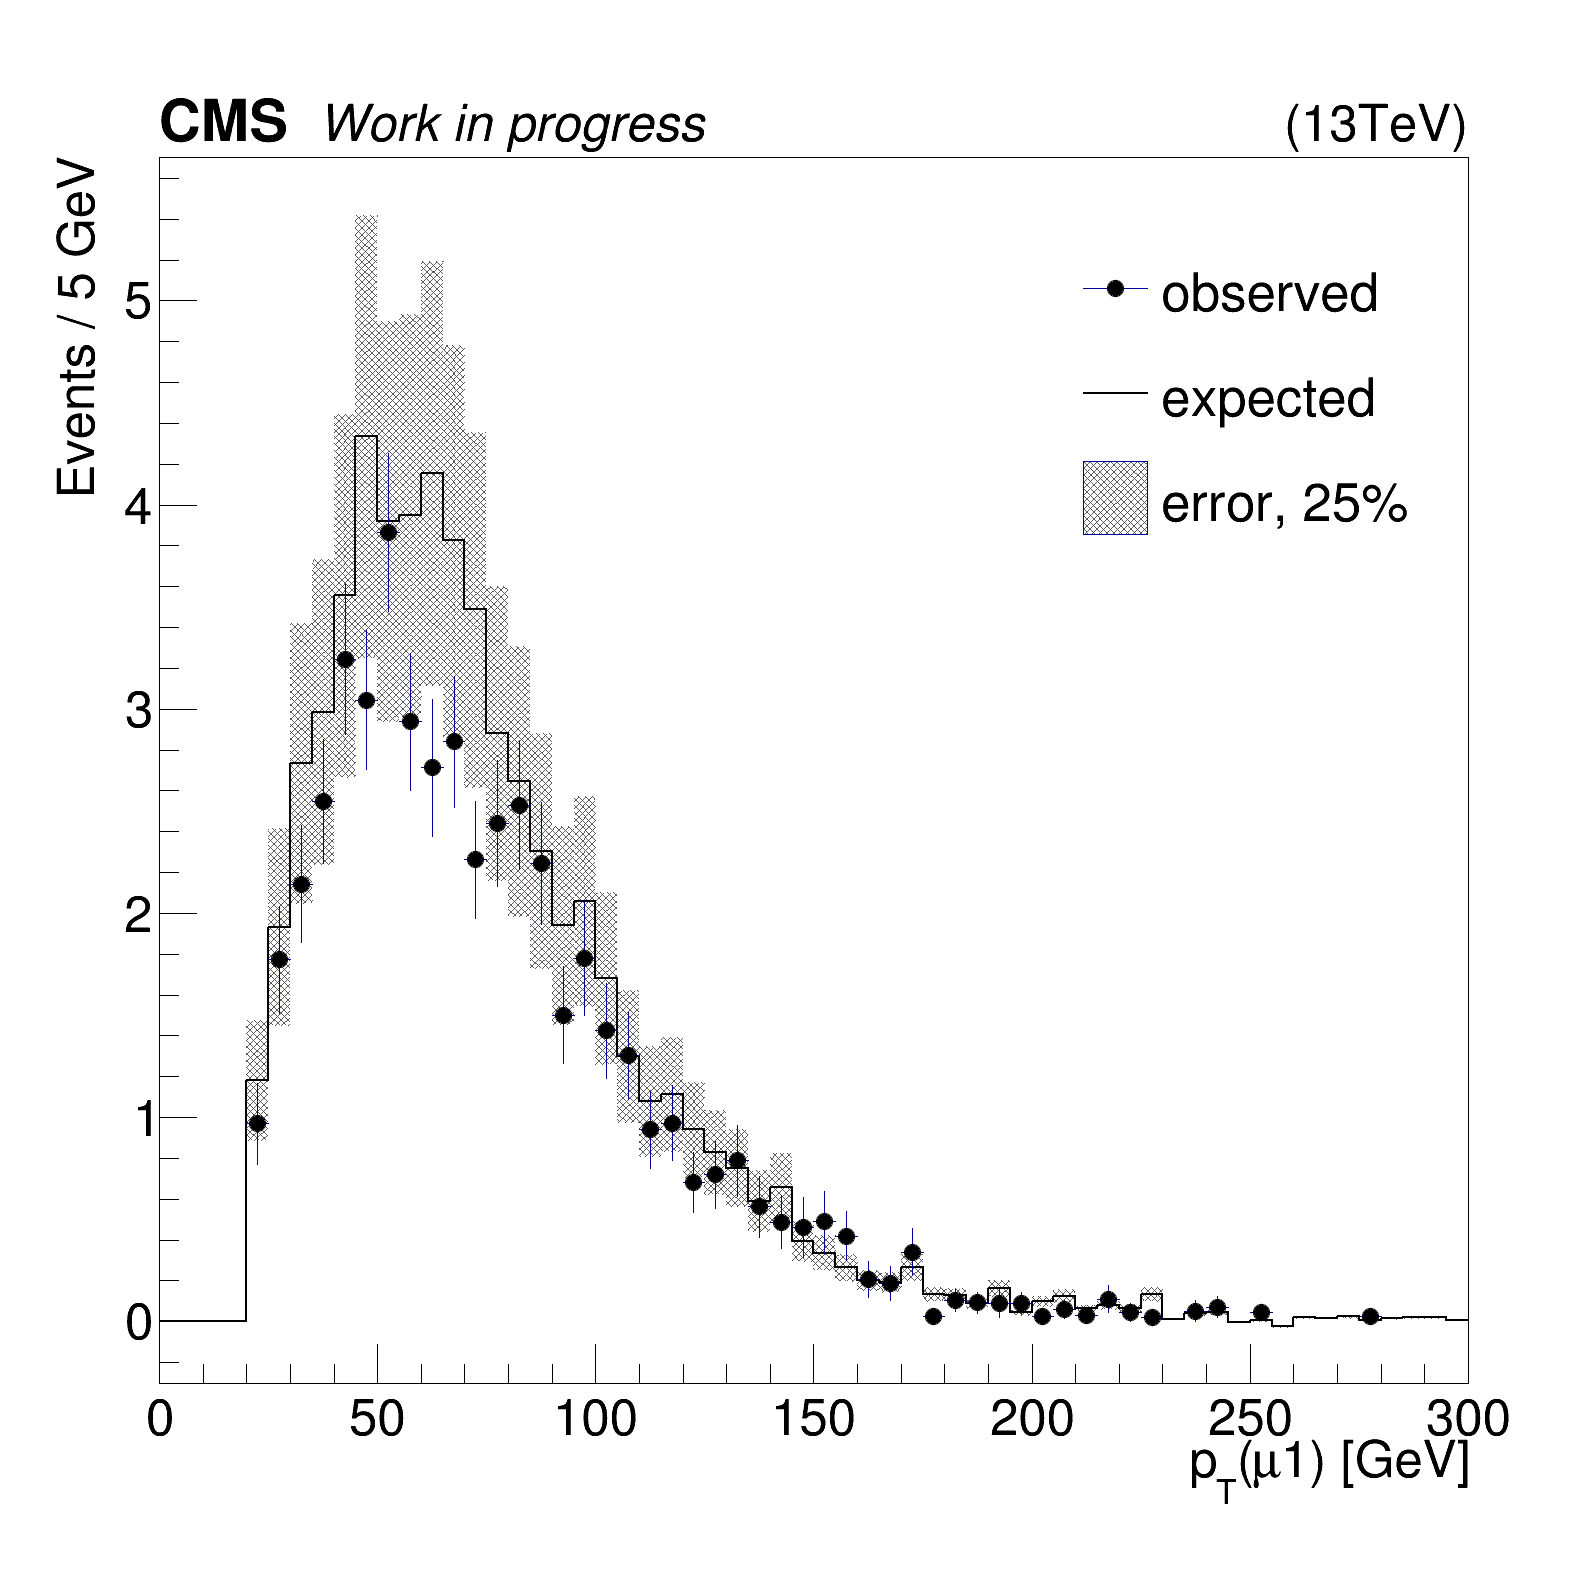 CMS Work in progress (13TeV)
Events / 5 GeV
observed
expected
error, 25%
5
4
3
2
1
0
0 50 100 150 200 250 300
p_T(μ1) [GeV]